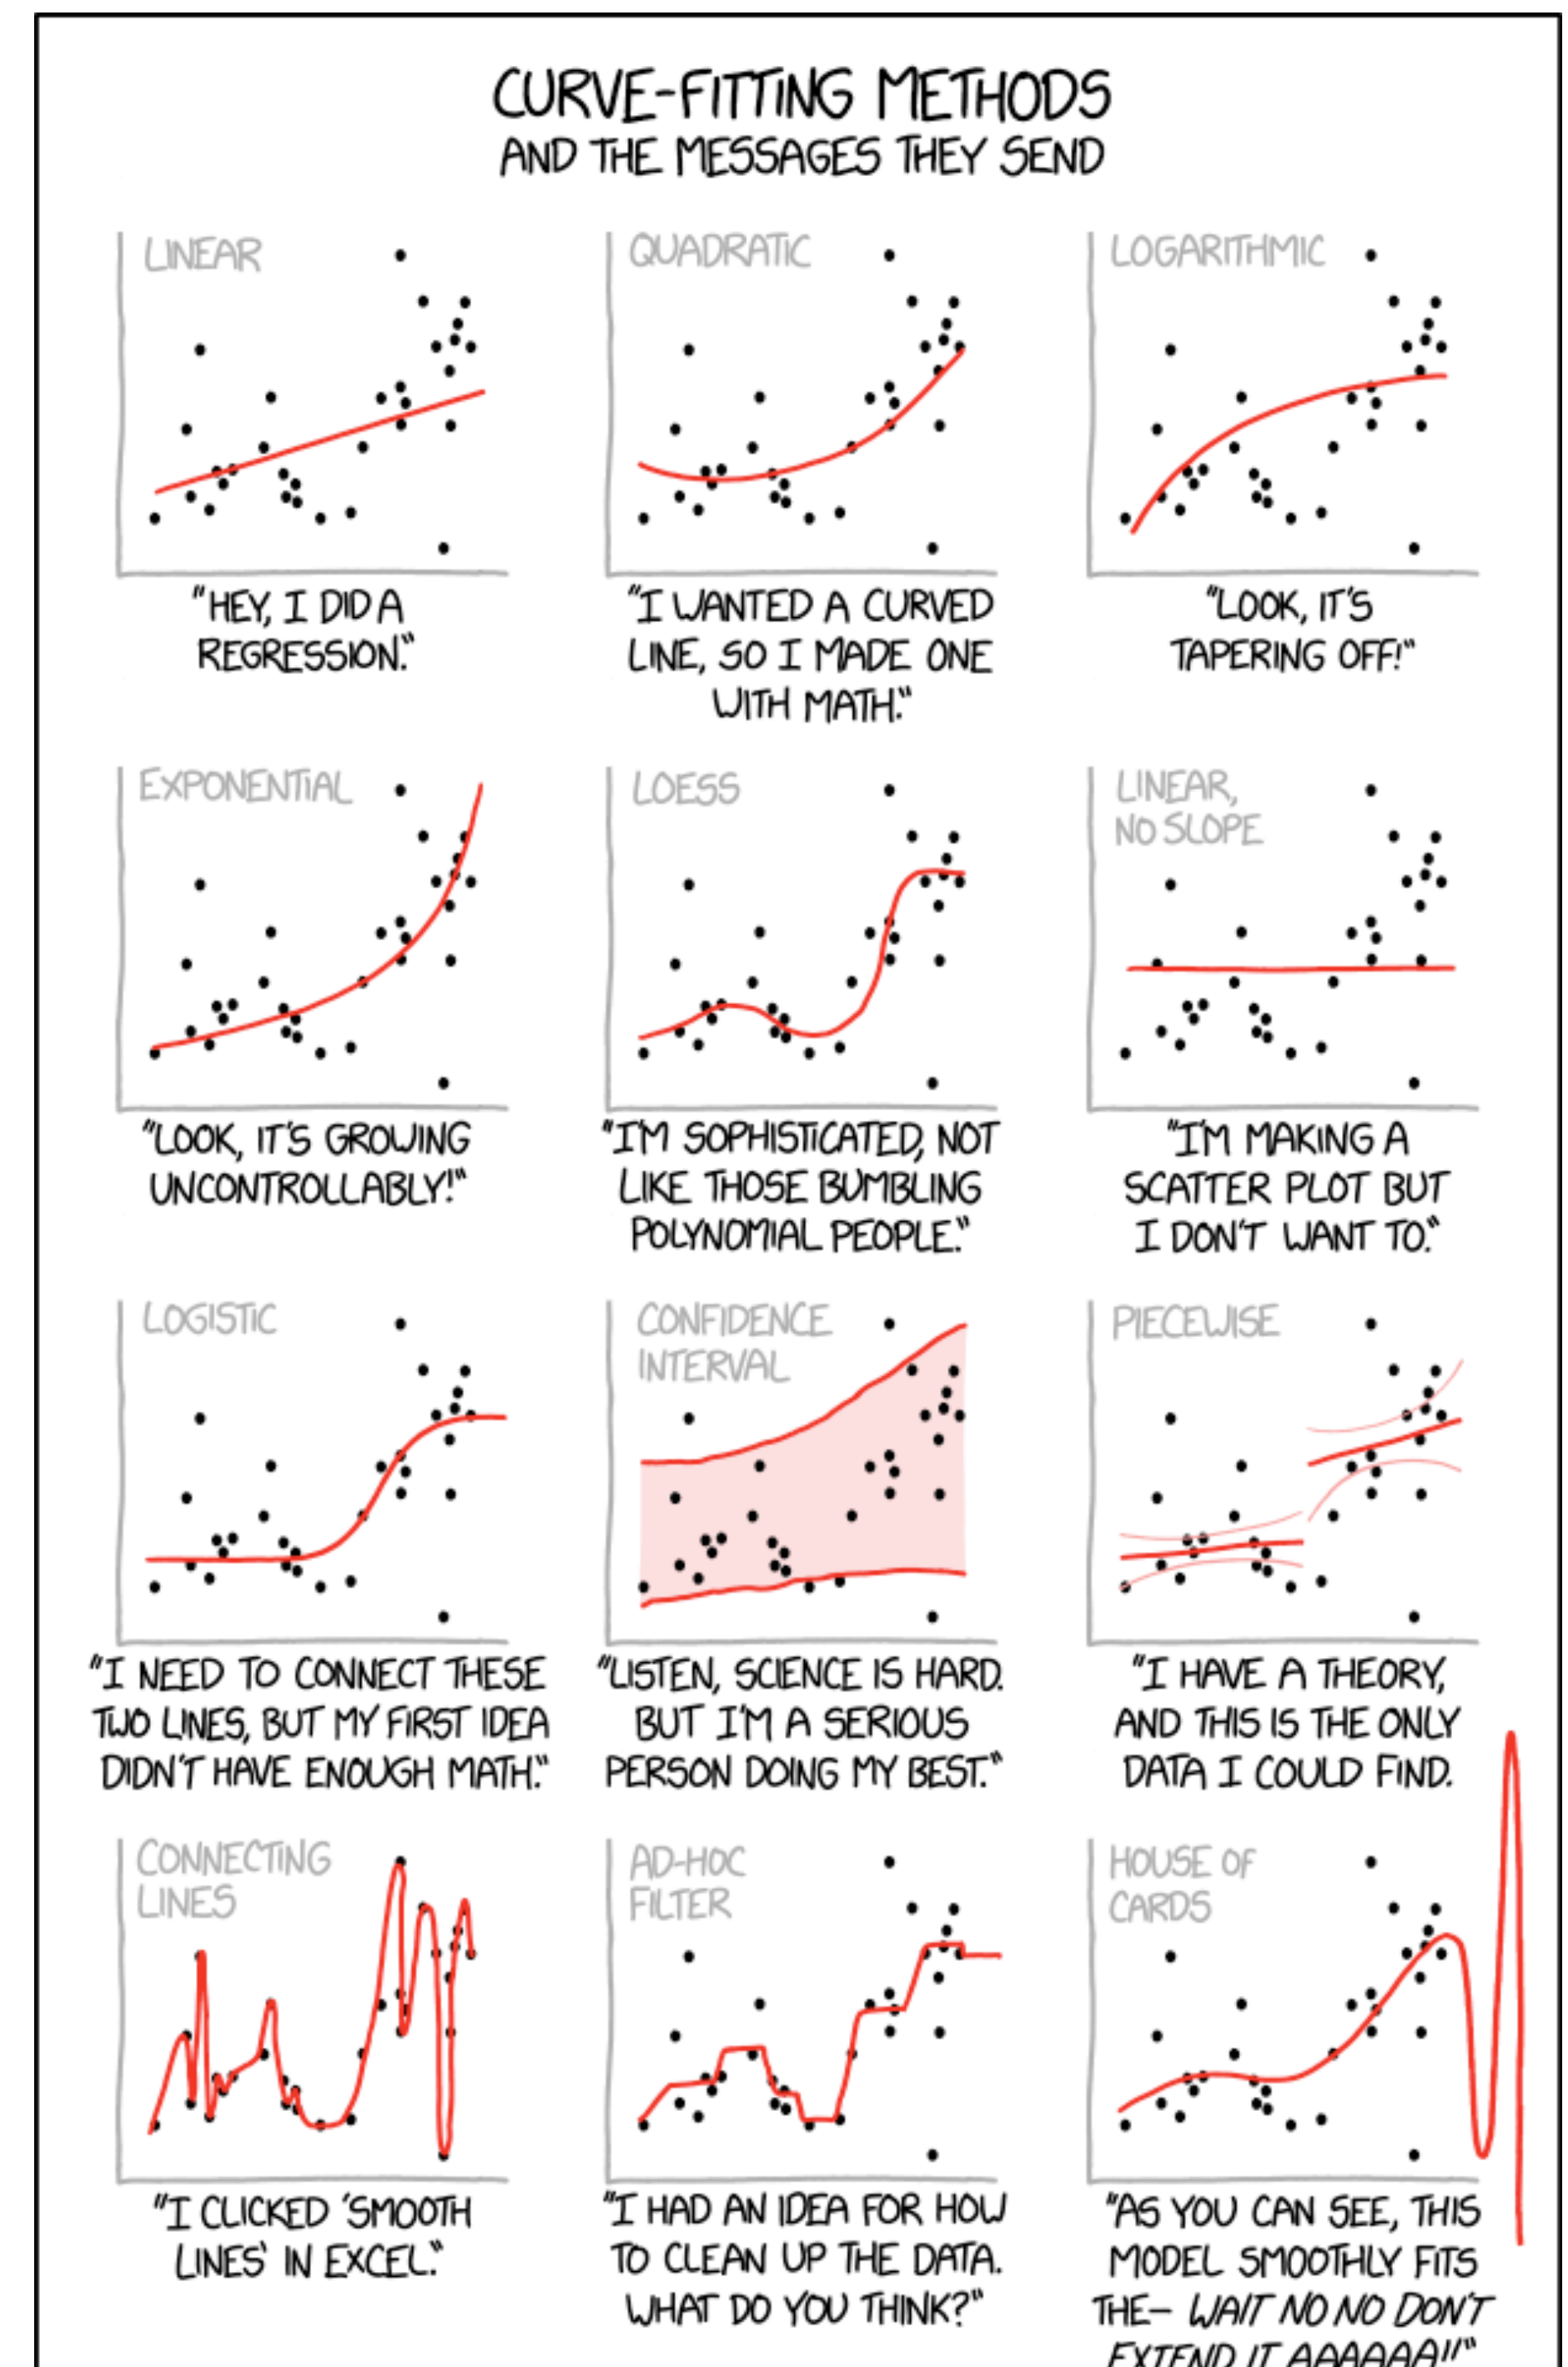 CURVE-FITTING METHODS
AND THE MESSAGES THEY SEND
LINEAR
"HEY, I DID A
REGRESSION."
QUADRATIC
"I WANTED A CURVED
LINE, SO I MADE ONE
WITH MATH."
LOGARITHMIC
"LOOK, IT'S
TAPERING OFF!"
EXPONENTIAL
"LOOK, IT'S GROWING
UNCONTROLLABLY!"
LOESS
"I'M SOPHISTICATED, NOT
LIKE THOSE BUMBLING
POLYNOMIAL PEOPLE."
LINEAR,
NO SLOPE
"I'M MAKING A
SCATTER PLOT BUT
I DON'T WANT TO."
LOGISTIC
"I NEED TO CONNECT THESE
TWO LINES, BUT MY FIRST IDEA
DIDN'T HAVE ENOUGH MATH."
CONFIDENCE
INTERVAL
"LISTEN, SCIENCE IS HARD.
BUT I'M A SERIOUS
PERSON DOING MY BEST."
PIECEWISE
"I HAVE A THEORY,
AND THIS IS THE ONLY
DATA I COULD FIND.
CONNECTING
LINES
"I CLICKED 'SMOOTH
LINES' IN EXCEL."
AD-HOC
FILTER
"I HAD AN IDEA FOR HOW
TO CLEAN UP THE DATA.
WHAT DO YOU THINK?"
HOUSE OF
CARDS
"AS YOU CAN SEE, THIS
MODEL SMOOTHLY FITS
THE– WAIT NO NO DON'T
EXTEND IT AAAAAA!!"